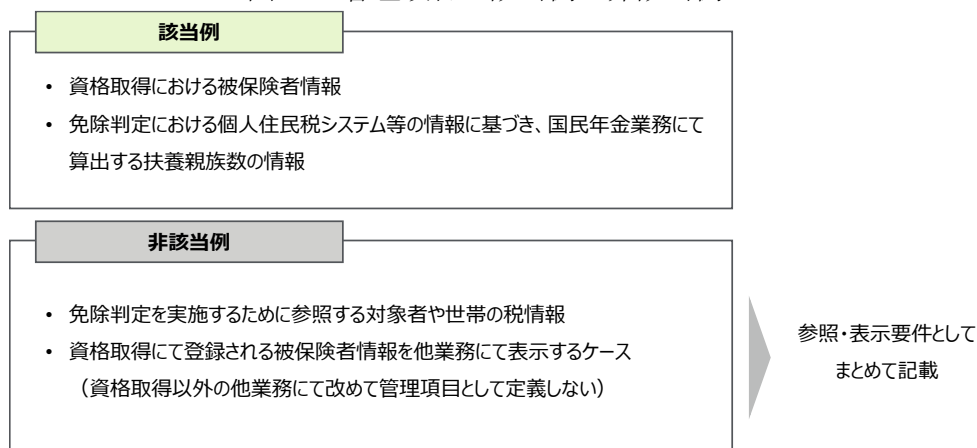 該当例
• 資格取得における被保険者情報
• 免除判定における個人住民税システム等の情報に基づき、国民年金業務にて
算出する扶養親族数の情報
非該当例
• 免除判定を実施するために参照する対象者や世帯の税情報
• 資格取得にて登録される被保険者情報を他業務にて表示するケース
（資格取得以外の他業務にて改めて管理項目として定義しない）
参照・表示要件として
まとめて記載